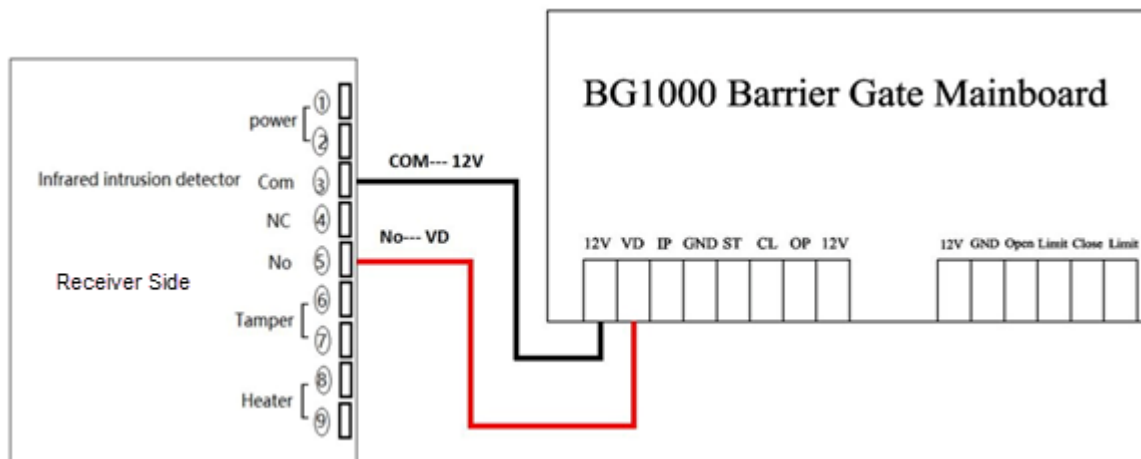 BG1000 Barrier Gate Mainboard
power
①
②
Infrared intrusion detector Com ③
NC ④
No ⑤
Receiver Side
Tamper
⑥
⑦
Heater
⑧
⑨
COM--- 12V
No--- VD
12V VD IP GND ST CL OP 12V
12V GND Open Limit Close Limit